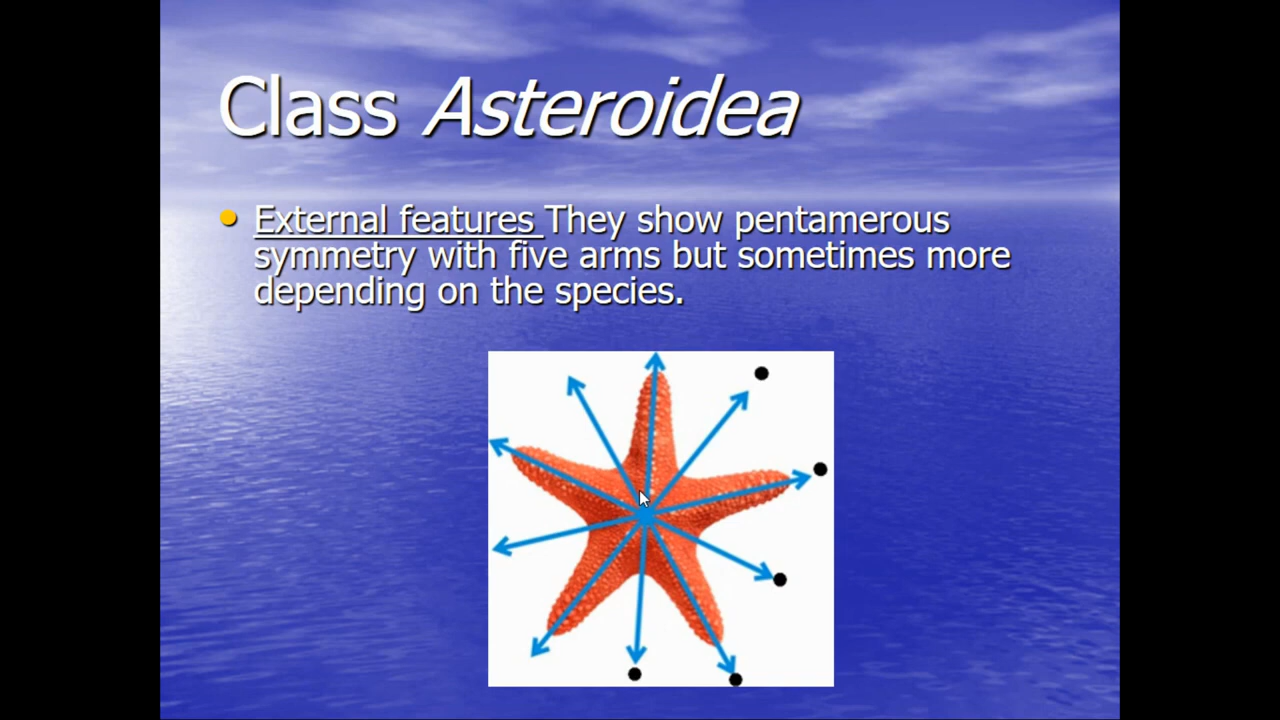 Class Asteroidea
External features They show pentamerous
symmetry with five arms but sometimes more
depending on the species.